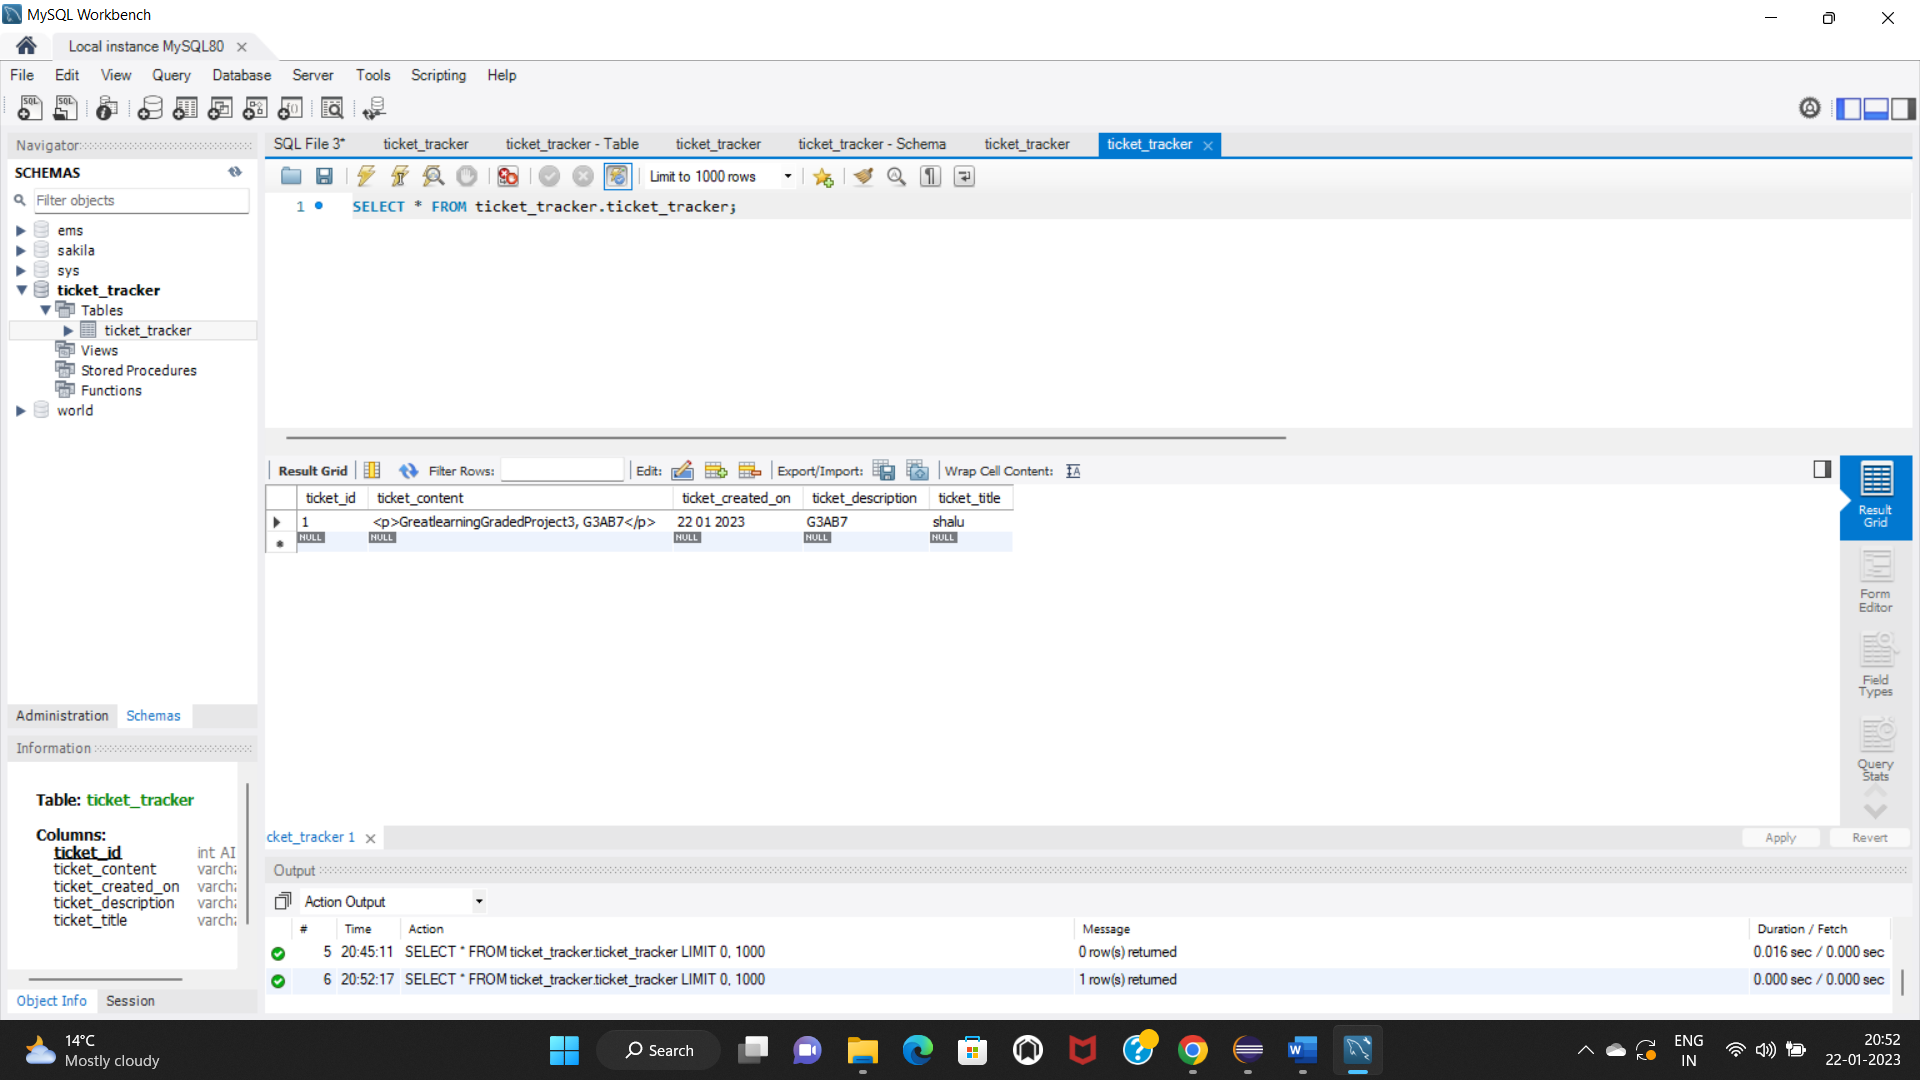 MySQL Workbench
Local instance MySQL80
File Edit View Query Database Server Tools Scripting Help
Navigator
SCHEMAS
Filter objects
ems
sakila
sys
ticket_tracker
Tables
ticket_tracker
Views
Stored Procedures
Functions
world
Administration Schemas
Information
Table: ticket_tracker
Columns:
ticket_id int AI
ticket_content varch
ticket_created_on varch
ticket_description varch
ticket_title varch
Object Info Session
SQL File 3* ticket_tracker ticket_tracker - Table ticket_tracker ticket_tracker - Schema ticket_tracker ticket_tracker
Limit to 1000 rows
1 SELECT * FROM ticket_tracker.ticket_tracker;
Result Grid Filter Rows: Edit: Export/Import: Wrap Cell Content:
ticket_id ticket_content ticket_created_on ticket_description ticket_title
1 <p>GreatlearningGradedProject3, G3AB7</p> 22 01 2023 G3AB7 shalu
NULL NULL NULL NULL NULL
Result
Grid
Form
Editor
Field
Types
Query
Stats
cket_tracker 1
Apply Revert
Output
Action Output
# Time Action Message Duration / Fetch
5 20:45:11 SELECT * FROM ticket_tracker.ticket_tracker LIMIT 0, 1000 0 row(s) returned 0.016 sec / 0.000 sec
6 20:52:17 SELECT * FROM ticket_tracker.ticket_tracker LIMIT 0, 1000 1 row(s) returned 0.000 sec / 0.000 sec
14°C
Mostly cloudy
Search
ENG
IN
20:52
22-01-2023